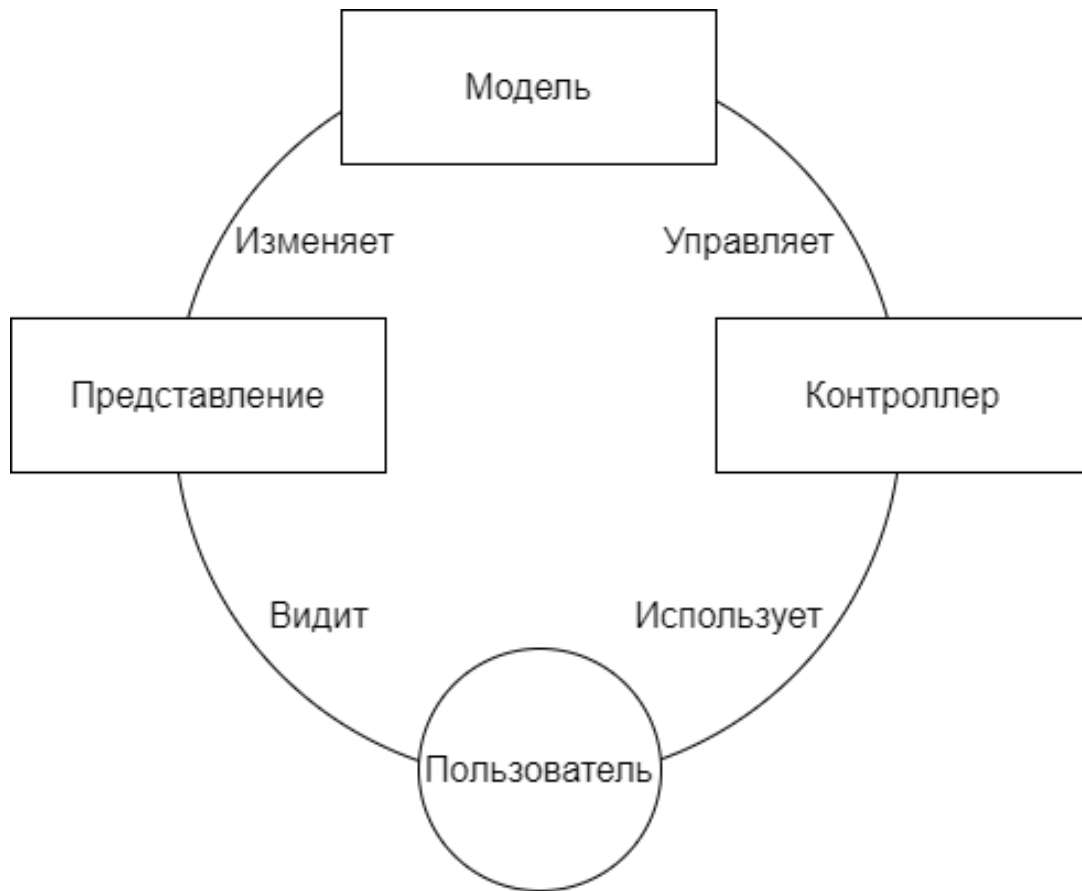 Модель
Изменяет
Управляет
Представление
Контроллер
Видит
Использует
Пользователь